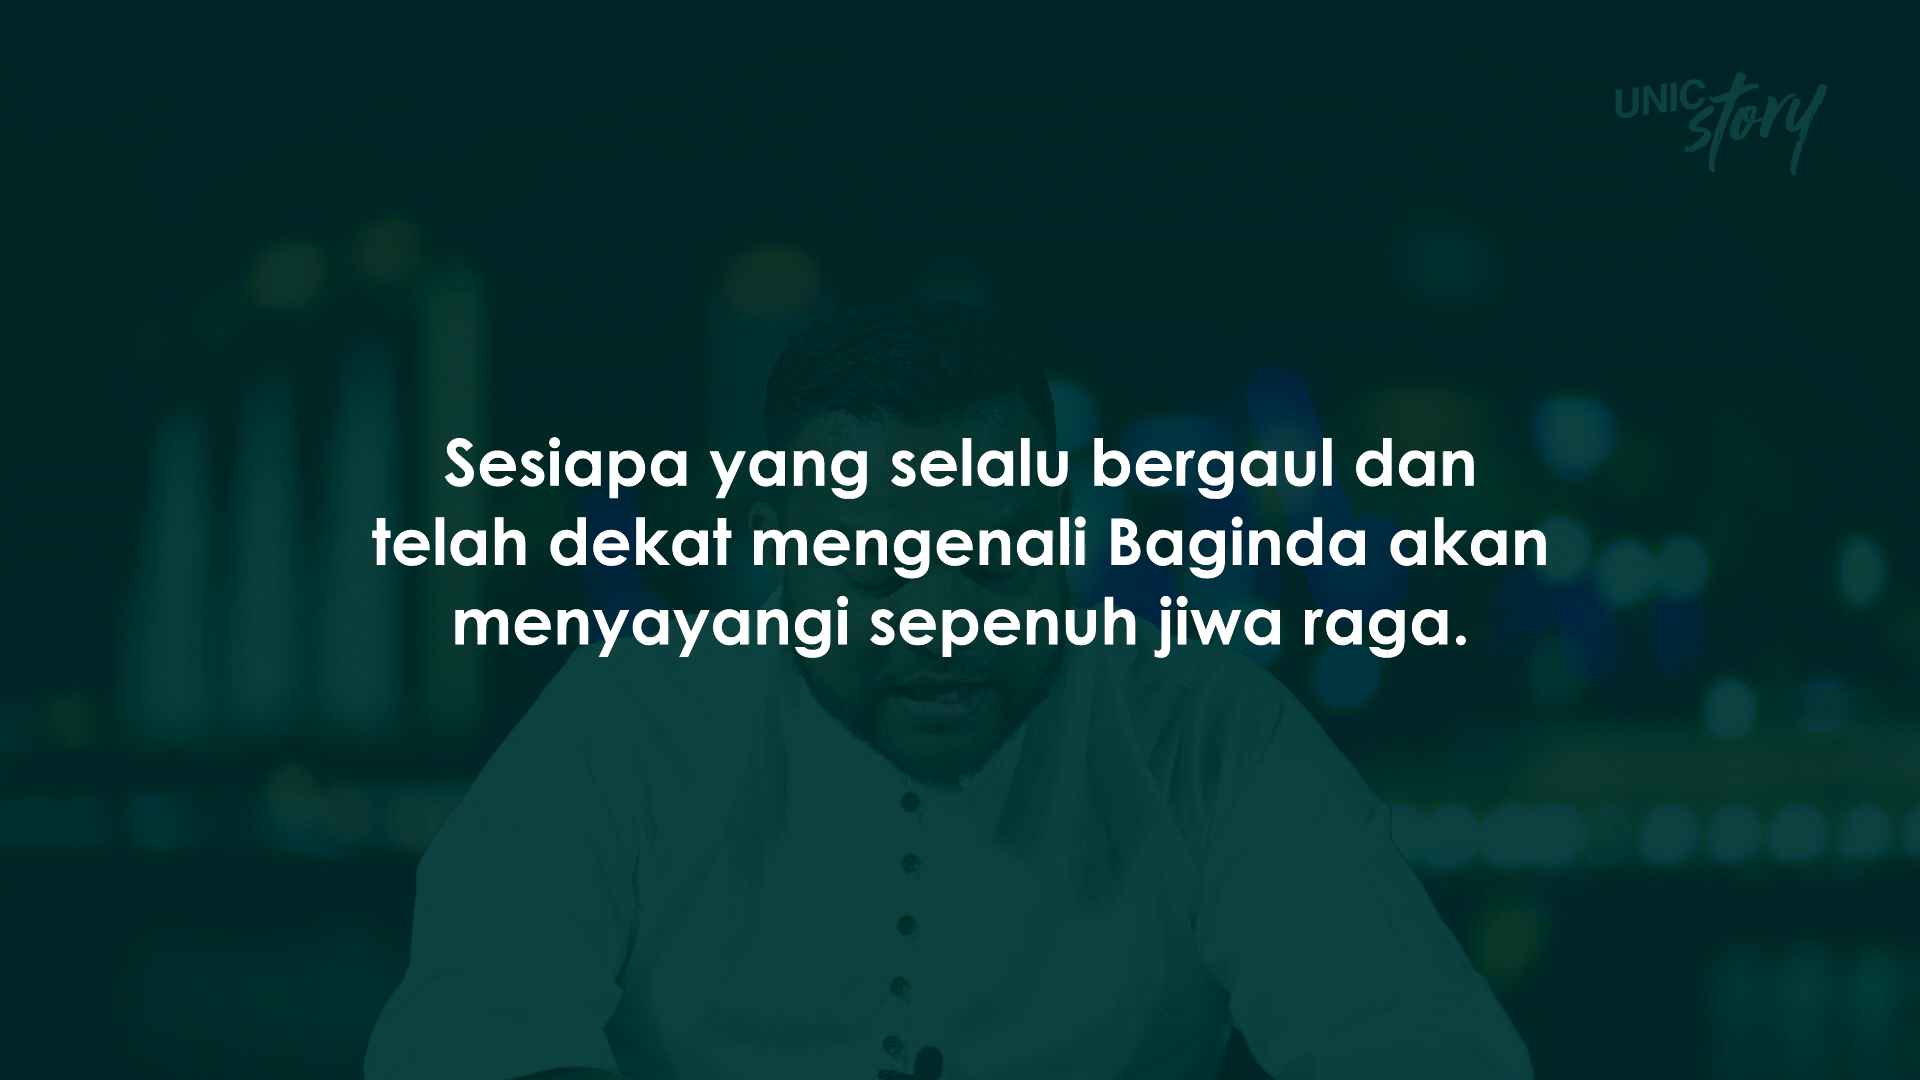 UNIC
story
Sesiapa yang selalu bergaul dan
telah dekat mengenali Baginda akan
menyayangi sepenuh jiwa raga.